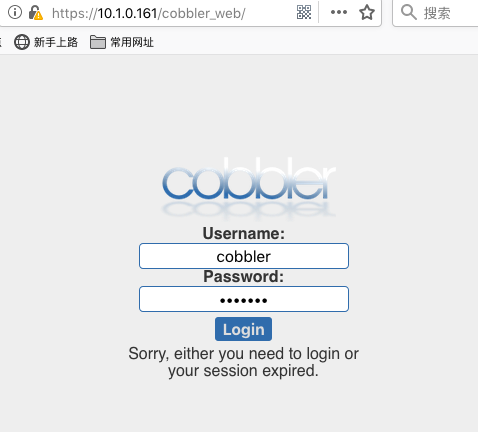 https://10.1.0.161/cobbler_web/
搜索
新手上路 常用网址
cobbler
Username:
cobbler
Password:
•••••••
Login
Sorry, either you need to login or
your session expired.